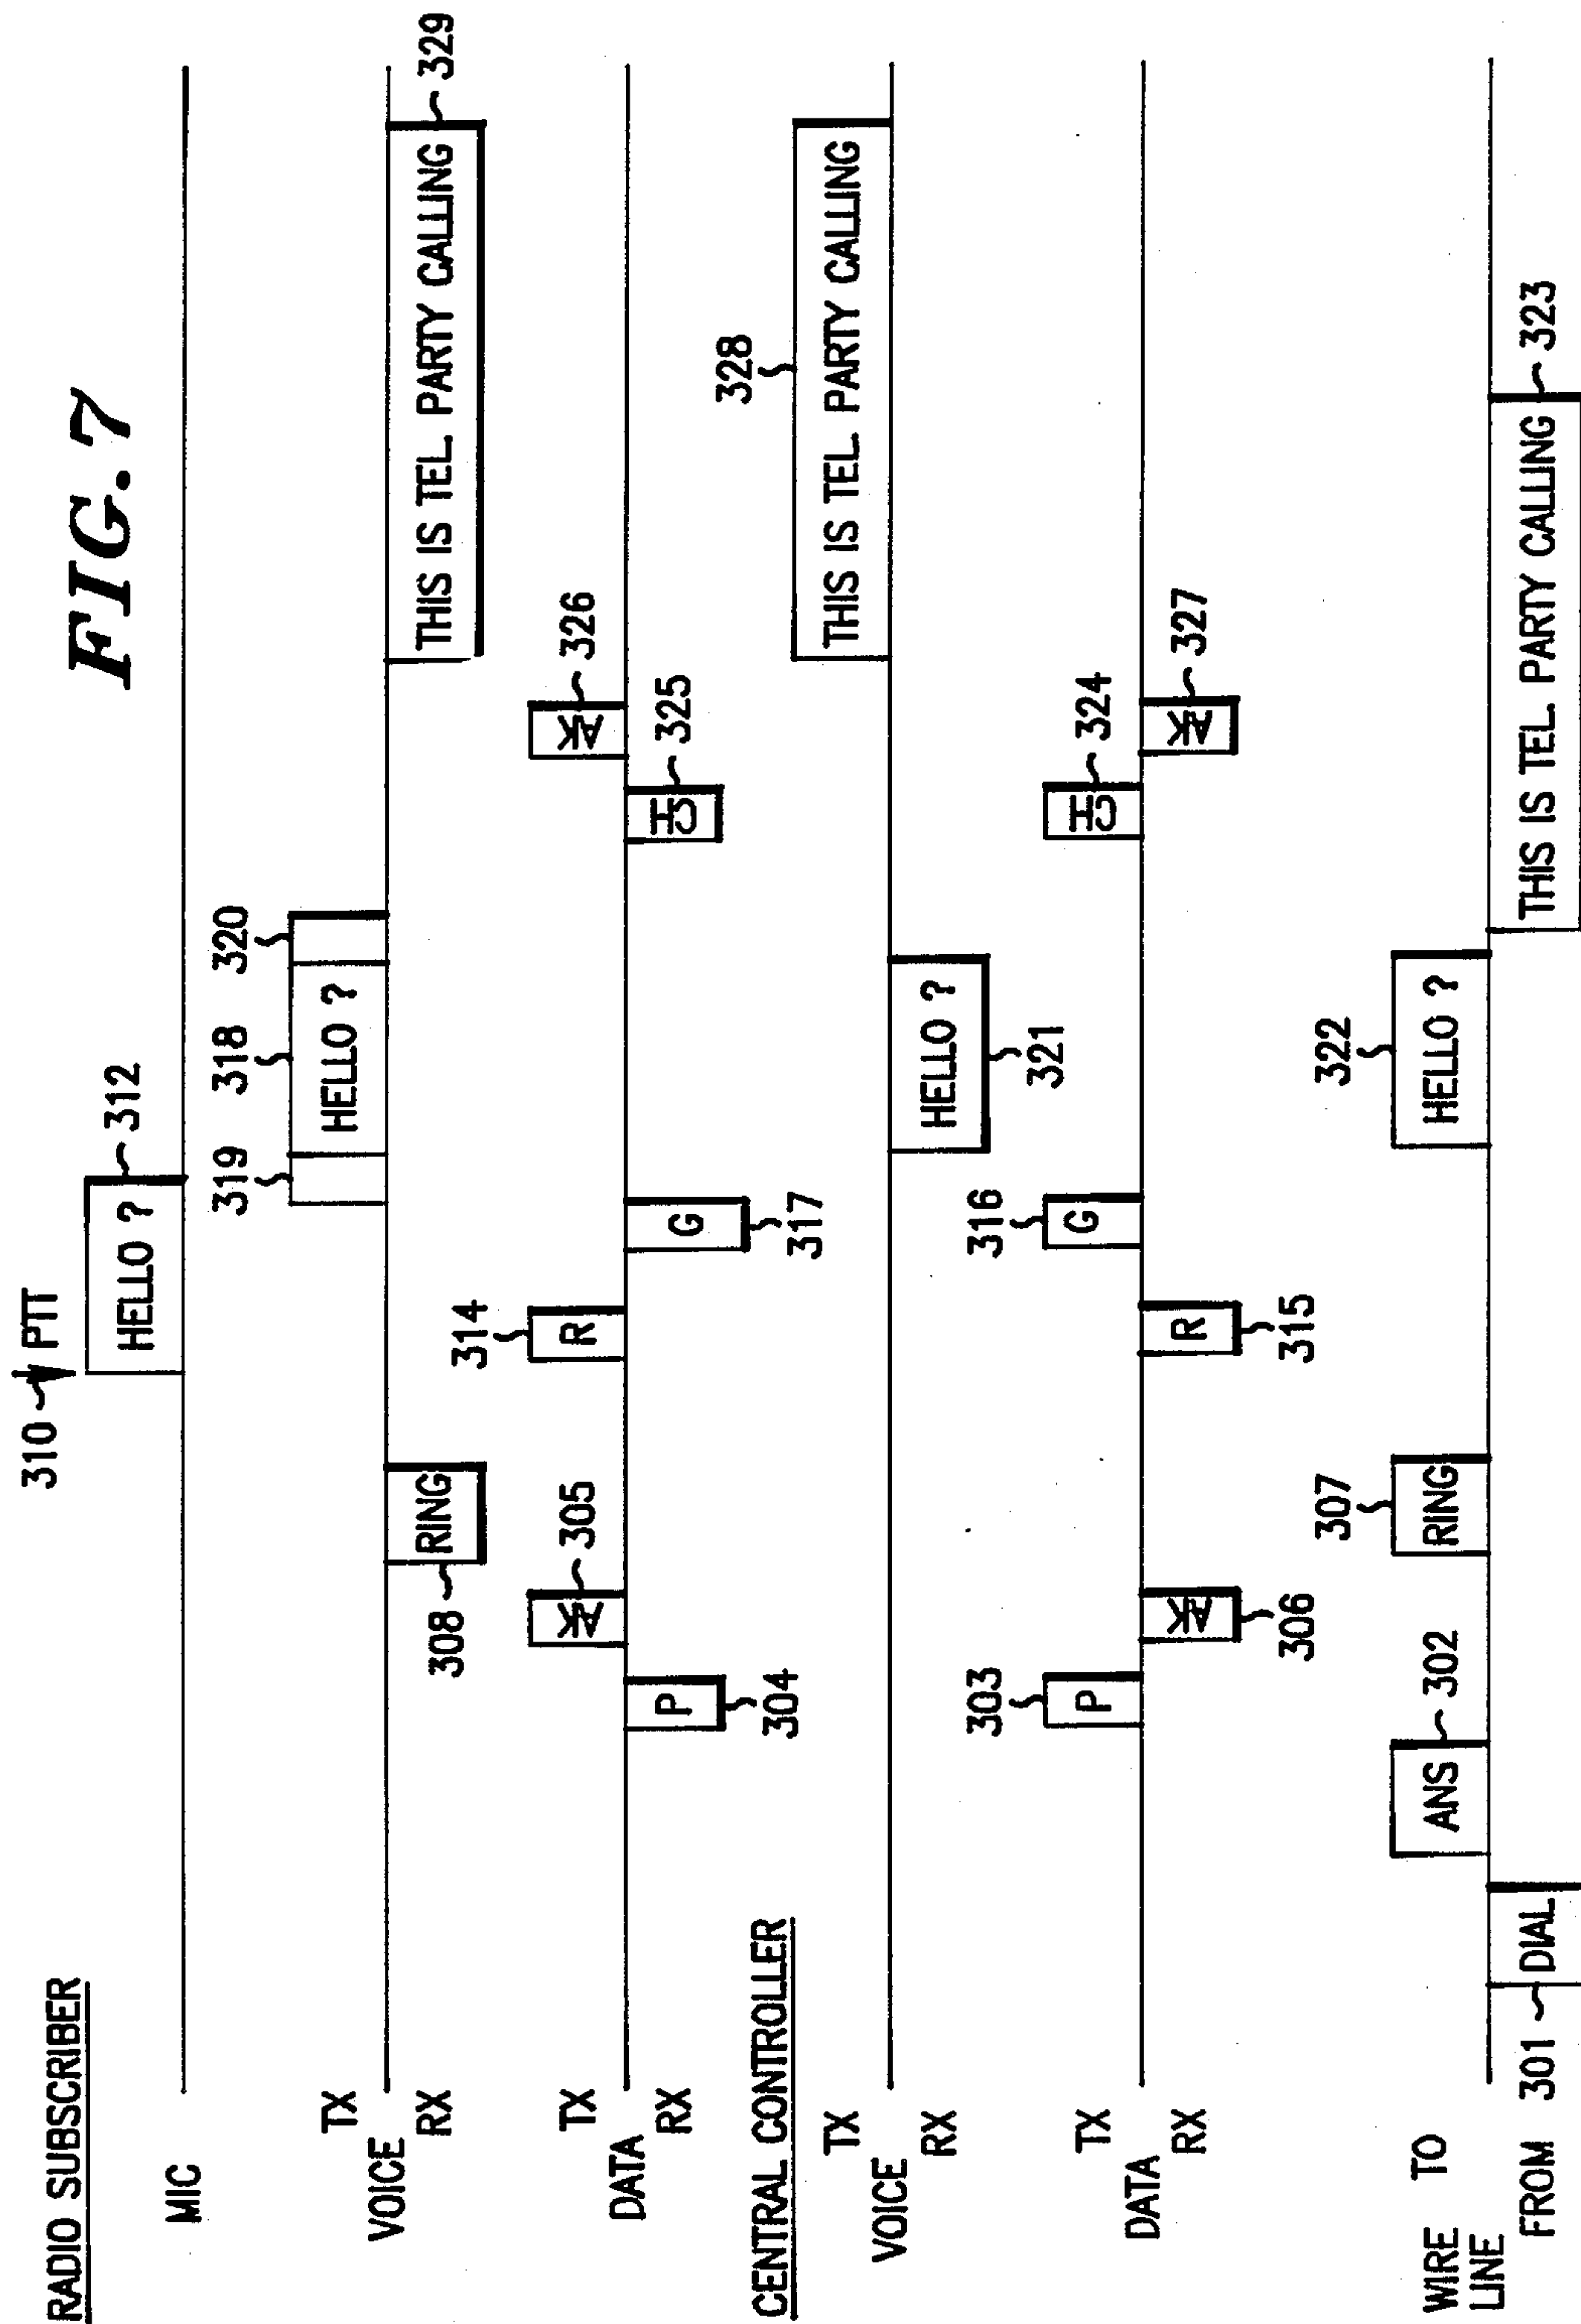 FIG. 7
RADIO SUBSCRIBER
310 PTT
MIC
HELLO ? 312
319 318 320
TX
VOICE
RX
308 RING
HELLO ?
THIS IS TEL. PARTY CALLING 329
TX
DATA
RX
305 314 326
AK R AK
P G CH
304 317 325
CENTRAL CONTROLLER
328
TX
VOICE
RX
THIS IS TEL. PARTY CALLING
HELLO ?
321
TX
DATA
RX
303 316 324
P G CH
AK R AK
306 315 327
WIRE LINE
TO
FROM
ANS 302
307
RING
322
HELLO ?
301 DIAL
THIS IS TEL. PARTY CALLING 323